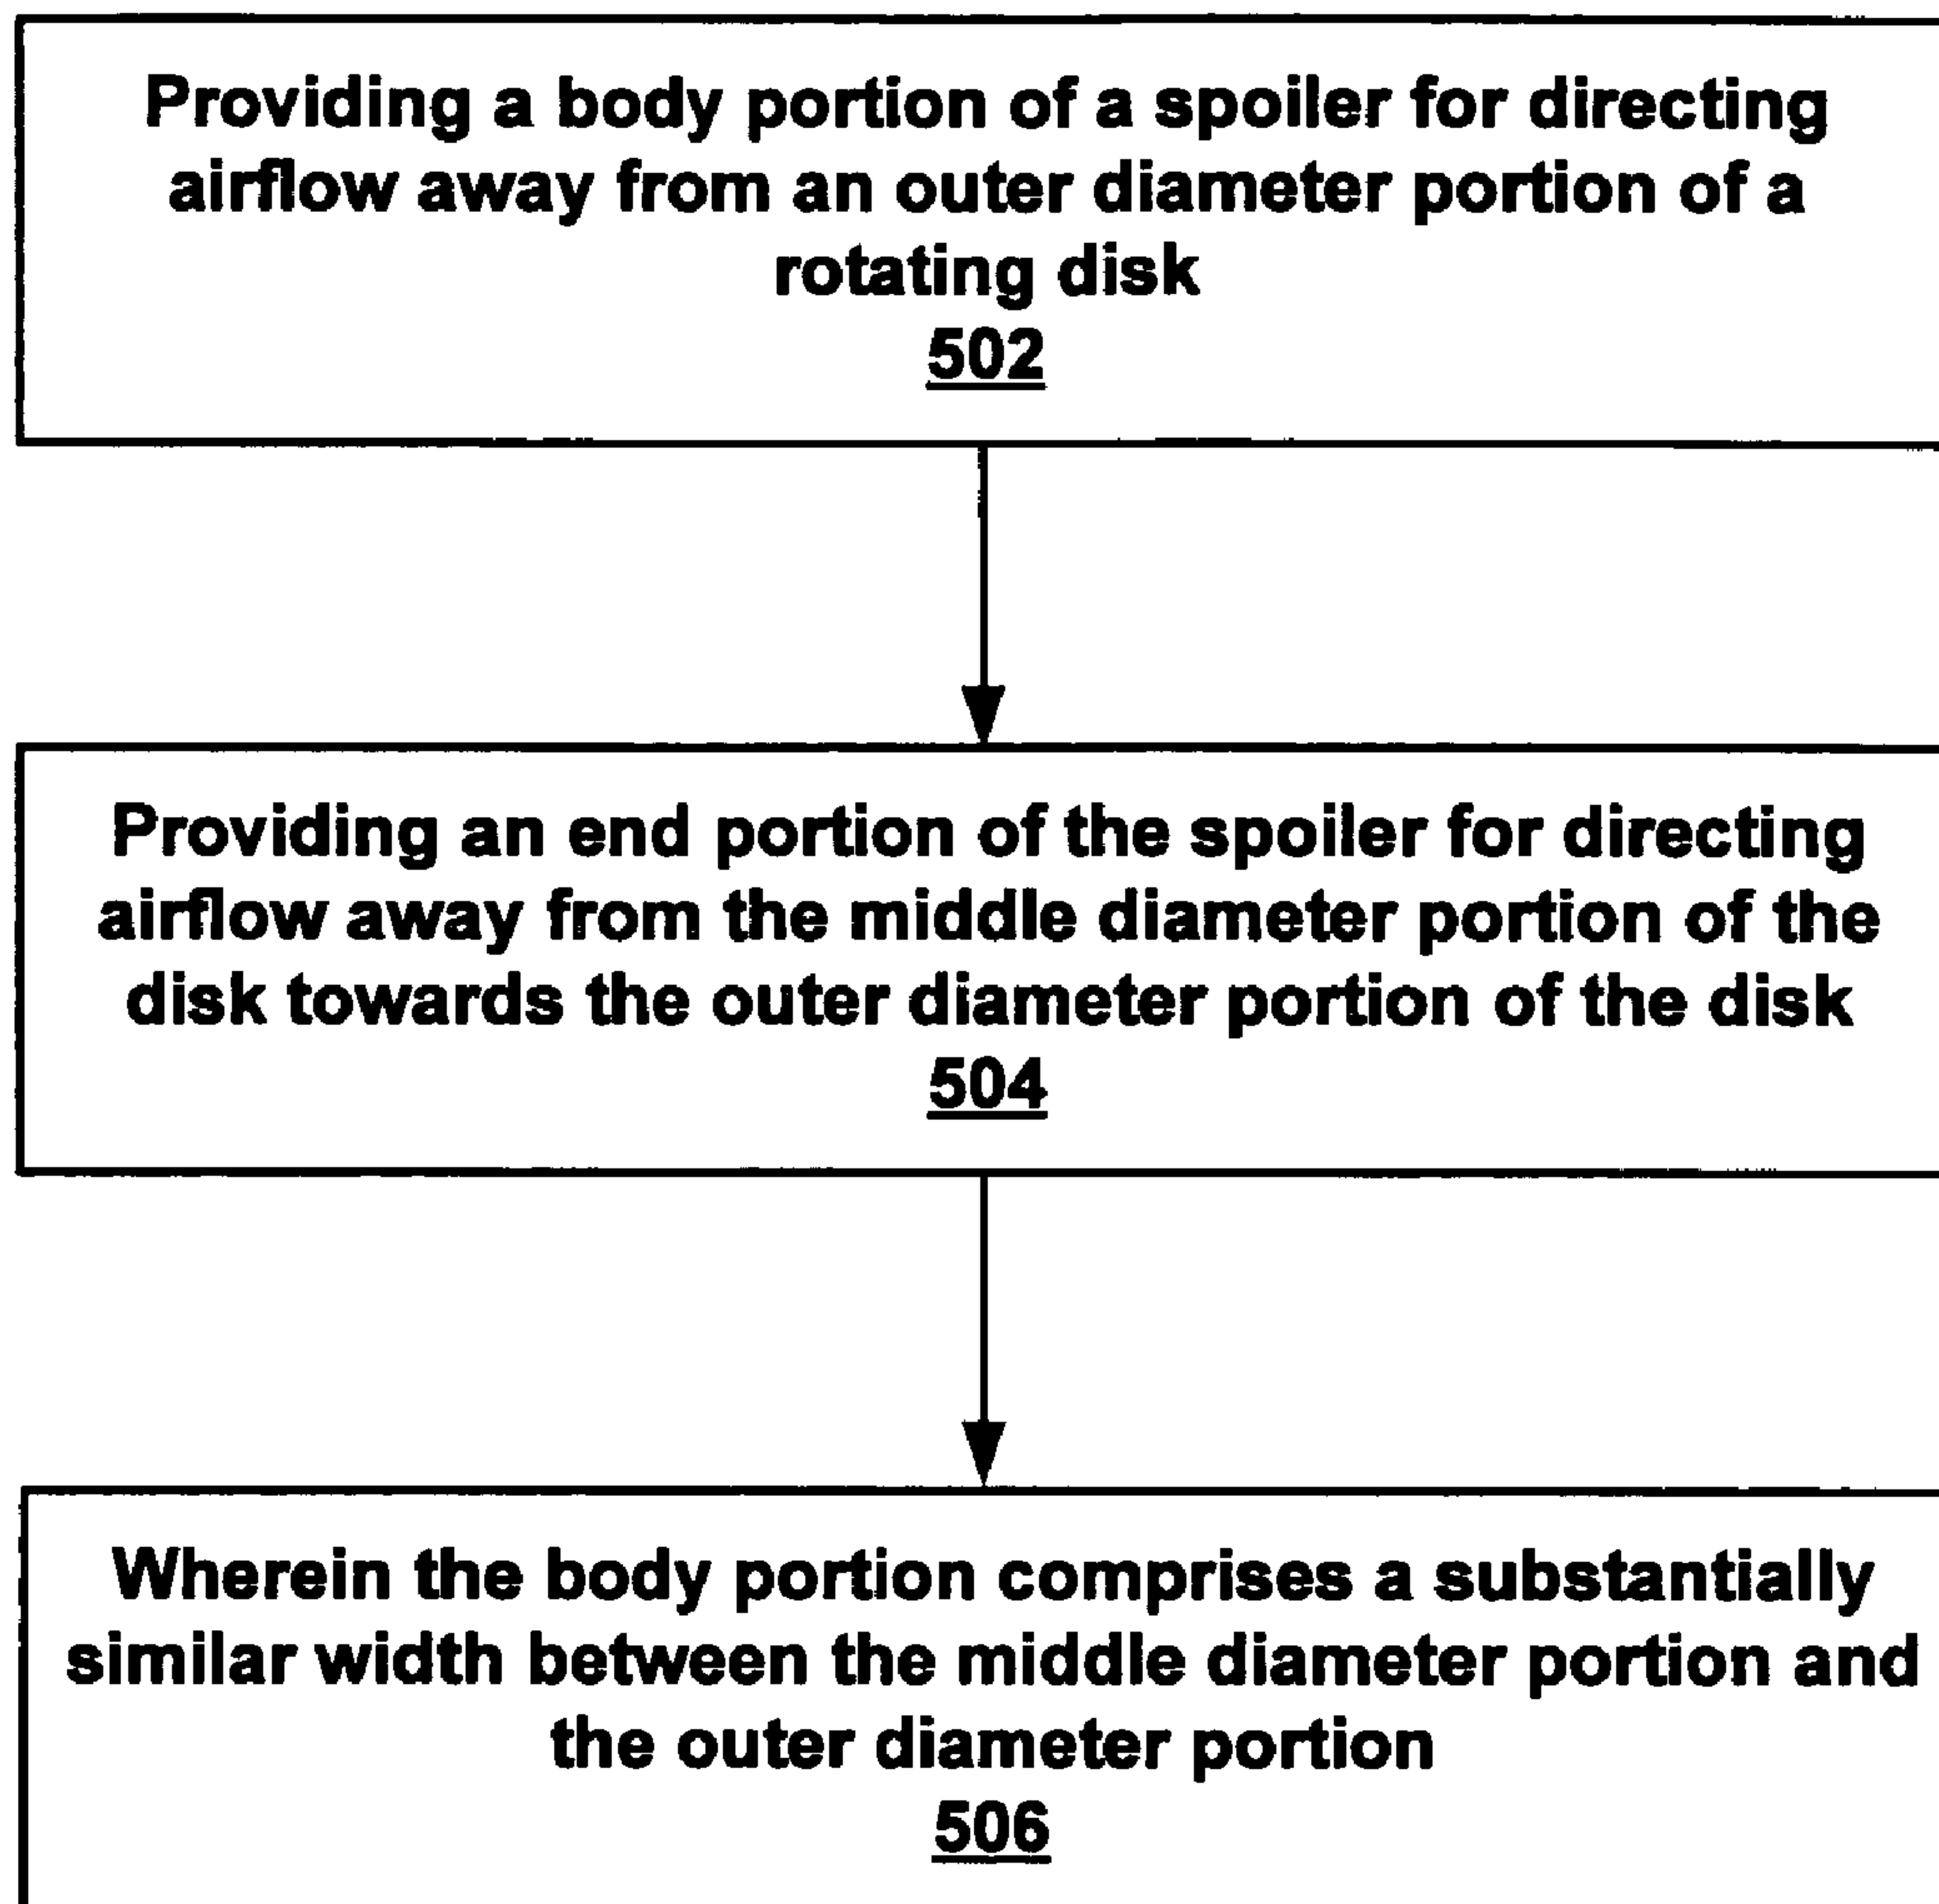 Providing a body portion of a spoiler for directing
airflow away from an outer diameter portion of a
rotating disk
502
Providing an end portion of the spoiler for directing
airflow away from the middle diameter portion of the
disk towards the outer diameter portion of the disk
504
Wherein the body portion comprises a substantially
similar width between the middle diameter portion and
the outer diameter portion
506